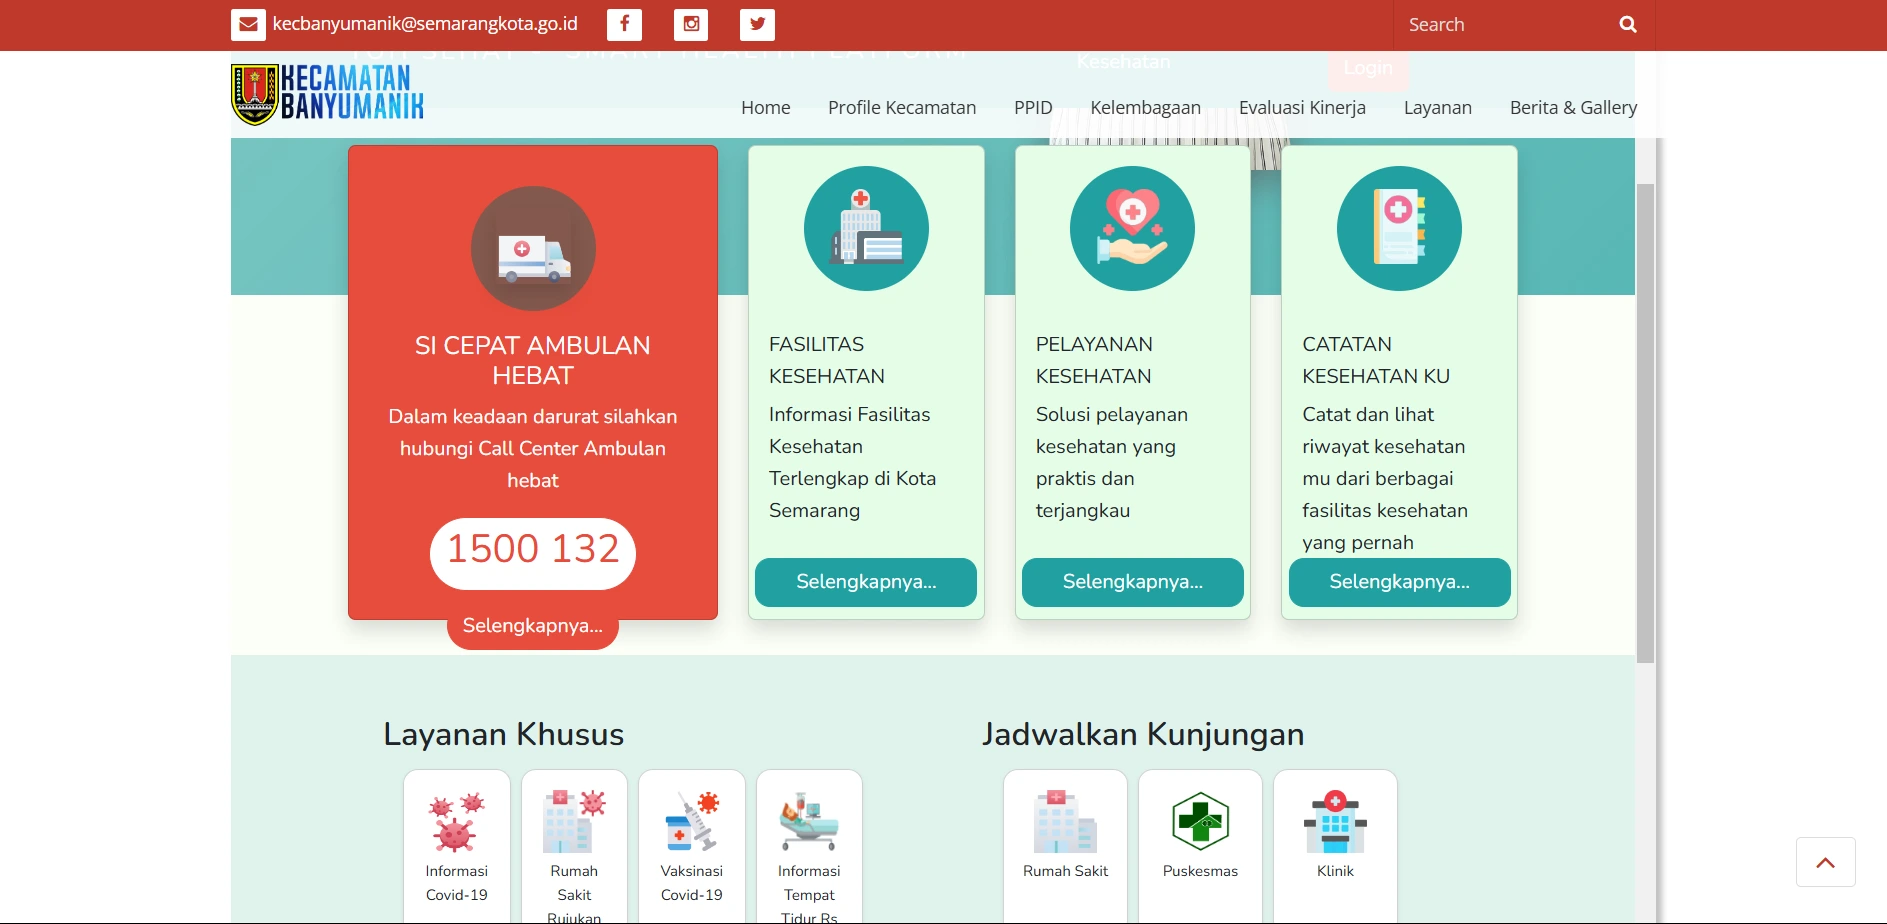 kecbanyumanik@semarangkota.go.id
Search
Kesehatan
Login
KECAMATAN
BANYUMANIK
Home
Profile Kecamatan
PPID
Kelembagaan
Evaluasi Kinerja
Layanan
Berita & Gallery
SI CEPAT AMBULAN
HEBAT
Dalam keadaan darurat silahkan
hubungi Call Center Ambulan
hebat
1500 132
Selengkapnya...
FASILITAS
KESEHATAN
Informasi Fasilitas
Kesehatan
Terlengkap di Kota
Semarang
Selengkapnya...
PELAYANAN
KESEHATAN
Solusi pelayanan
kesehatan yang
praktis dan
terjangkau
Selengkapnya...
CATATAN
KESEHATAN KU
Catat dan lihat
riwayat kesehatan
mu dari berbagai
fasilitas kesehatan
yang pernah
Selengkapnya...
Layanan Khusus
Informasi
Covid-19
Rumah
Sakit
Rujukan
Vaksinasi
Covid-19
Informasi
Tempat
Tidur Rs
Jadwalkan Kunjungan
Rumah Sakit
Puskesmas
Klinik